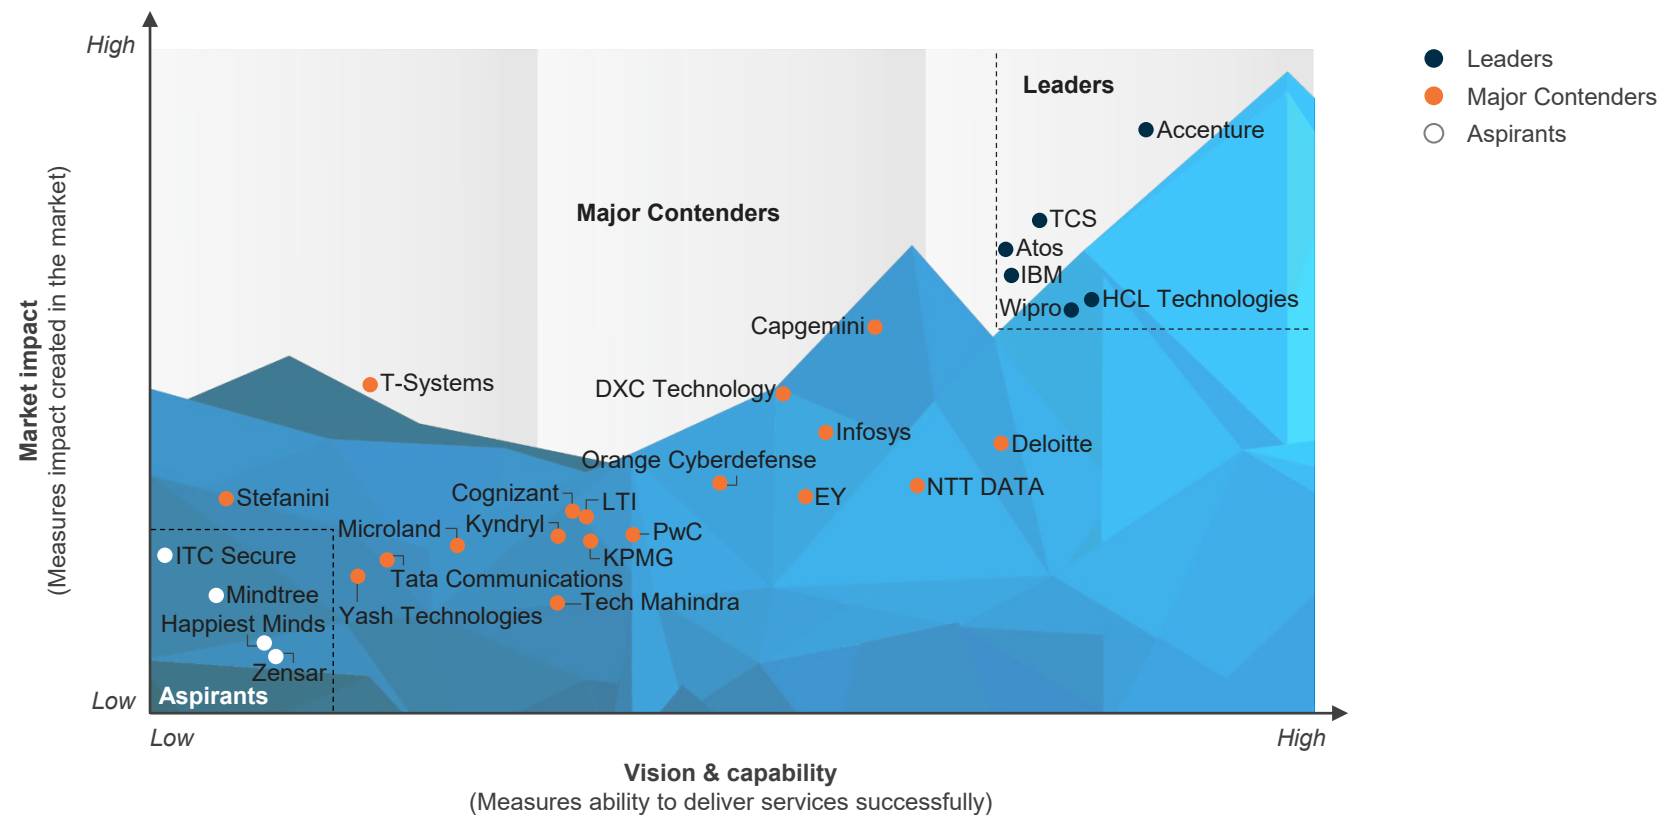 High
Leaders
Major Contenders
Aspirants
Leaders
Accenture
Major Contenders
TCS
Atos
IBM
HCL Technologies
Wipro
Capgemini
T-Systems
DXC Technology
Infosys
Deloitte
Orange Cyberdefense
NTT DATA
EY
Stefanini
Cognizant
LTI
Microland
Kyndryl
PwC
KPMG
ITC Secure
Tata Communications
Mindtree
Tech Mahindra
Yash Technologies
Happiest Minds
Zensar
Aspirants
Market impact
(Measures impact created in the market)
Low
Low
High
Vision & capability
(Measures ability to deliver services successfully)